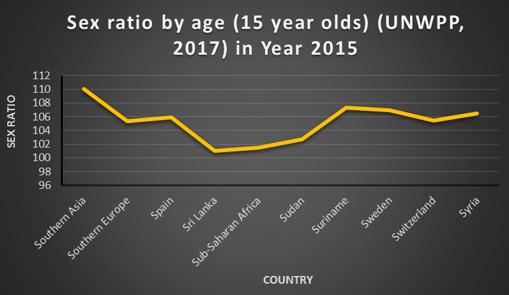 Sex ratio by age (15 year olds) (UNWPP,
2017) in Year 2015
SEX RATIO
112
110
108
106
104
102
100
98
96
Southern Asia
Southern Europe
Spain
Sri Lanka
Sub-Saharan Africa
Sudan
Suriname
Sweden
Switzerland
Syria
COUNTRY